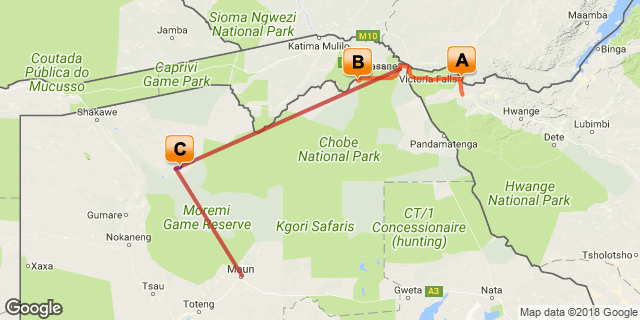 Sioma Ngwezi
National Park
M10
Maamba
Jamba
Katima Mulilo
Binga
Coutada
Pública do
Mucusso
Caprivi
Game Park
B
A
asane
Victoria Falls
Shakawe
Hwange
Lubimbi
Dete
Chobe
National Park
Pandamatenga
C
Hwange
National Park
Moremi
Game Reserve
Gumare
CT/1
Concessionaire
(hunting)
Kgori Safaris
Nokaneng
Tsholotsho
Xaxa
Maun
Tsau
Gweta
A3
Nata
Toteng
Google
Map data ©2018 Google